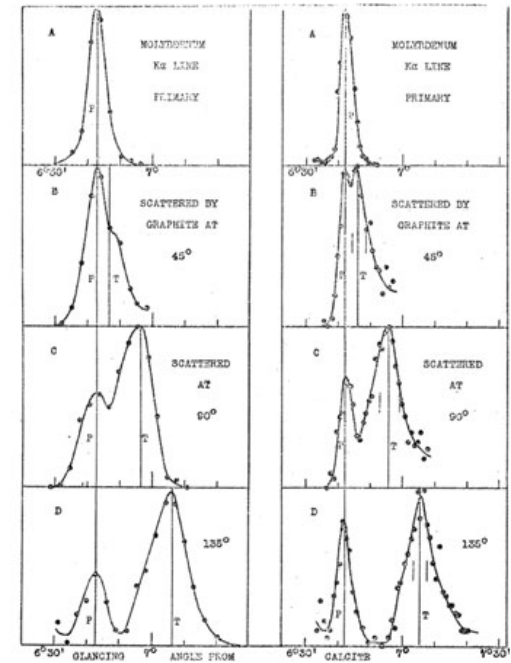 A
MOLYBDENUM
Kα LINE
PRIMARY
P
6°30' 7°
B
SCATTERED BY
GRAPHITE AT
45°
P T
C
SCATTERED
AT
90°
P T
D
135°
P T
6°30' 7°
GLANCING ANGLE FROM
A
MOLYBDENUM
Kα LINE
PRIMARY
P
6°30' 7°
B
SCATTERED BY
GRAPHITE AT
45°
P T
C
SCATTERED
AT
90°
P T
D
135°
P T
6°30' 7° 7°30'
CALCITE